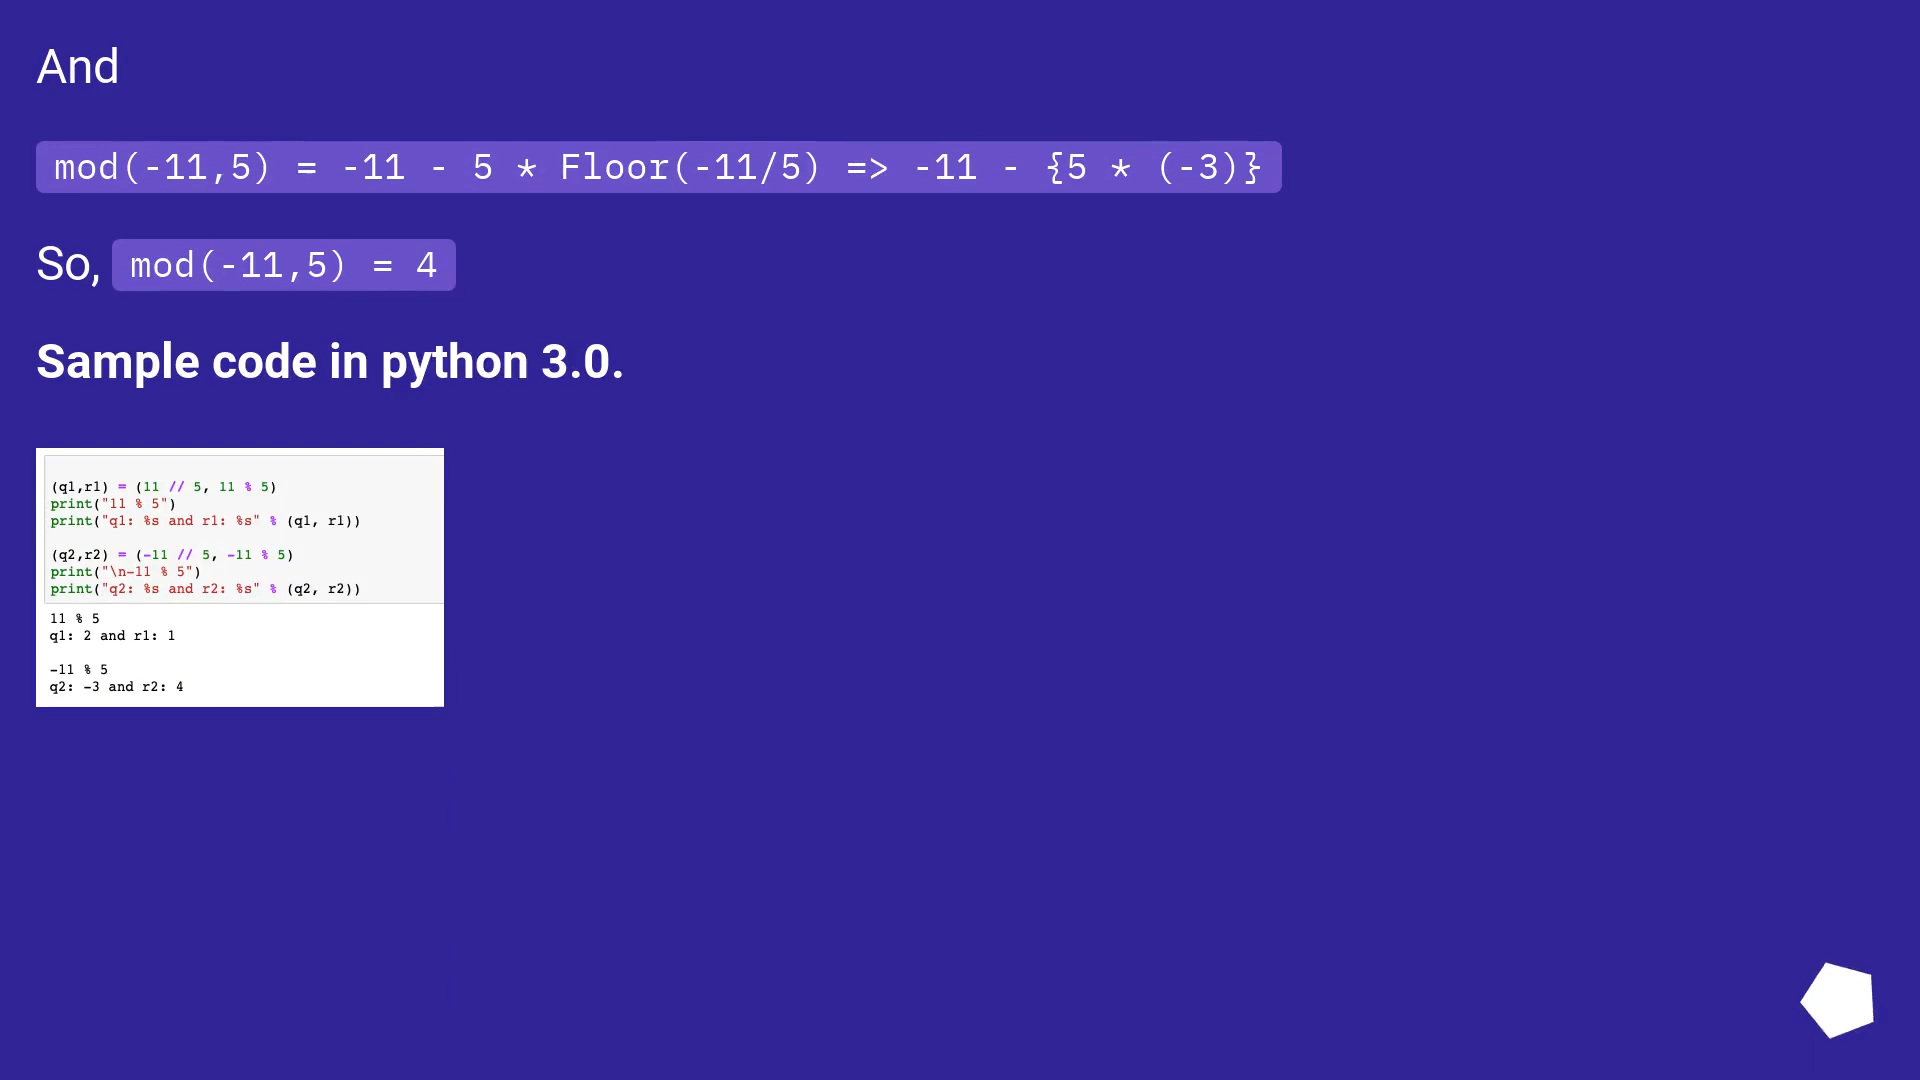 And
mod(-11,5) = -11 - 5 * Floor(-11/5) => -11 - {5 * (-3)}
So, mod(-11,5) = 4
Sample code in python 3.0.
(q1,r1) = (11 // 5, 11 % 5)
print("11 % 5")
print("q1: %s and r1: %s" % (q1, r1))
(q2,r2) = (-11 // 5, -11 % 5)
print("\n-11 % 5")
print("q2: %s and r2: %s" % (q2, r2))
11 % 5
q1: 2 and r1: 1
-11 % 5
q2: -3 and r2: 4